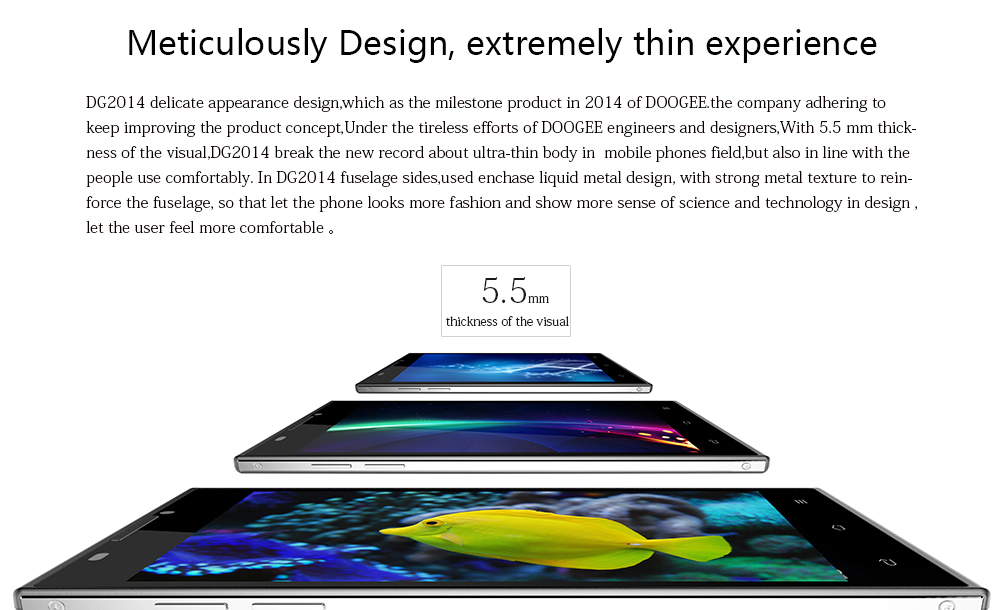 Meticulously Design, extremely thin experience
DG2014 delicate appearance design,which as the milestone product in 2014 of DOOGEE.the company adhering to
keep improving the product concept,Under the tireless efforts of DOOGEE engineers and designers,With 5.5 mm thick-
ness of the visual,DG2014 break the new record about ultra-thin body in  mobile phones field,but also in line with the
people use comfortably. In DG2014 fuselage sides,used enchase liquid metal design, with strong metal texture to rein-
force the fuselage, so that let the phone looks more fashion and show more sense of science and technology in design ,
let the user feel more comfortable 。
5.5mm
thickness of the visual